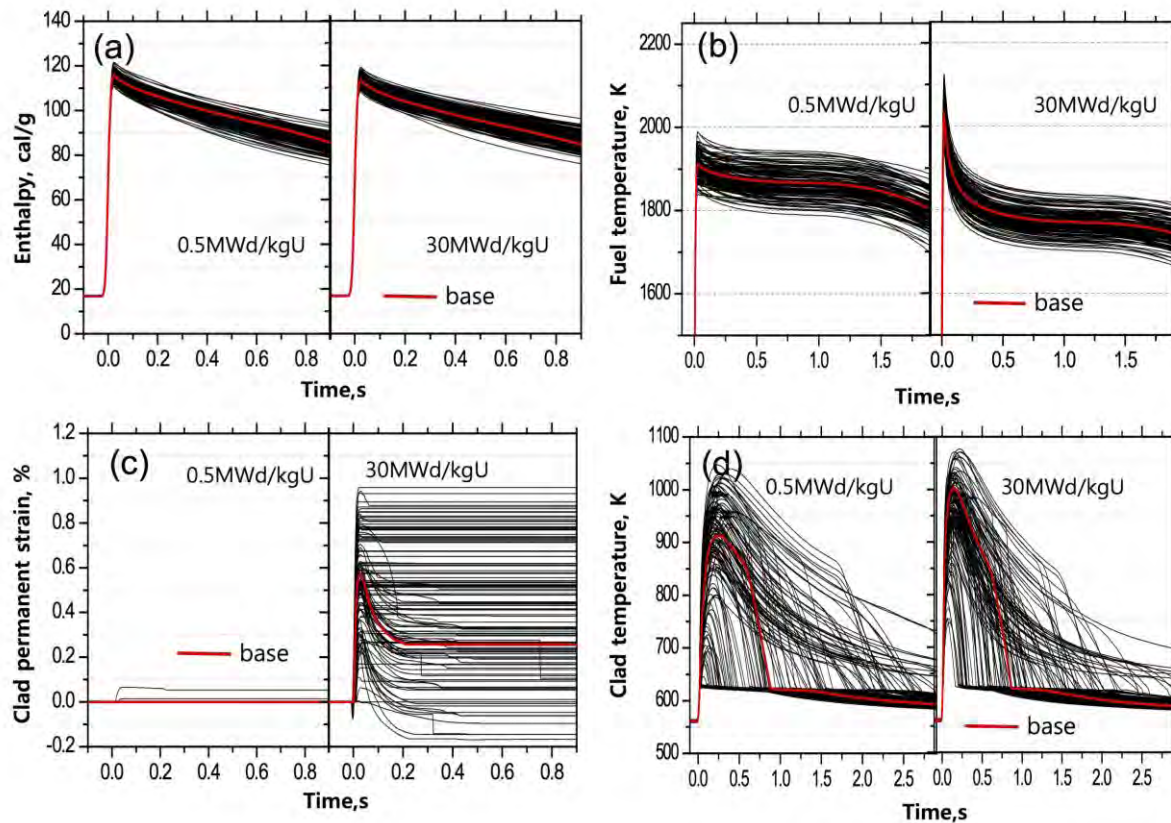 (a)
Enthalpy, cal/g
140
120
100
80
60
40
20
0
0.5MWd/kgU
30MWd/kgU
base
0.0 0.2 0.4 0.6 0.8 0.0 0.2 0.4 0.6 0.8
Time,s
(b)
Fuel temperature, K
2200
2000
1800
1600
0.5MWd/kgU
30MWd/kgU
base
0.0 0.5 1.0 1.5 0.0 0.5 1.0 1.5
Time,s
(c)
Clad permanent strain, %
1.2
1.0
0.8
0.6
0.4
0.2
0.0
-0.2
0.5MWd/kgU
30MWd/kgU
base
0.0 0.2 0.4 0.6 0.8 0.0 0.2 0.4 0.6 0.8
Time,s
(d)
Clad temperature, K
1100
1000
900
800
700
600
500
0.5MWd/kgU
30MWd/kgU
base
0.0 0.5 1.0 1.5 2.0 2.5 0.0 0.5 1.0 1.5 2.0 2.5
Time,s